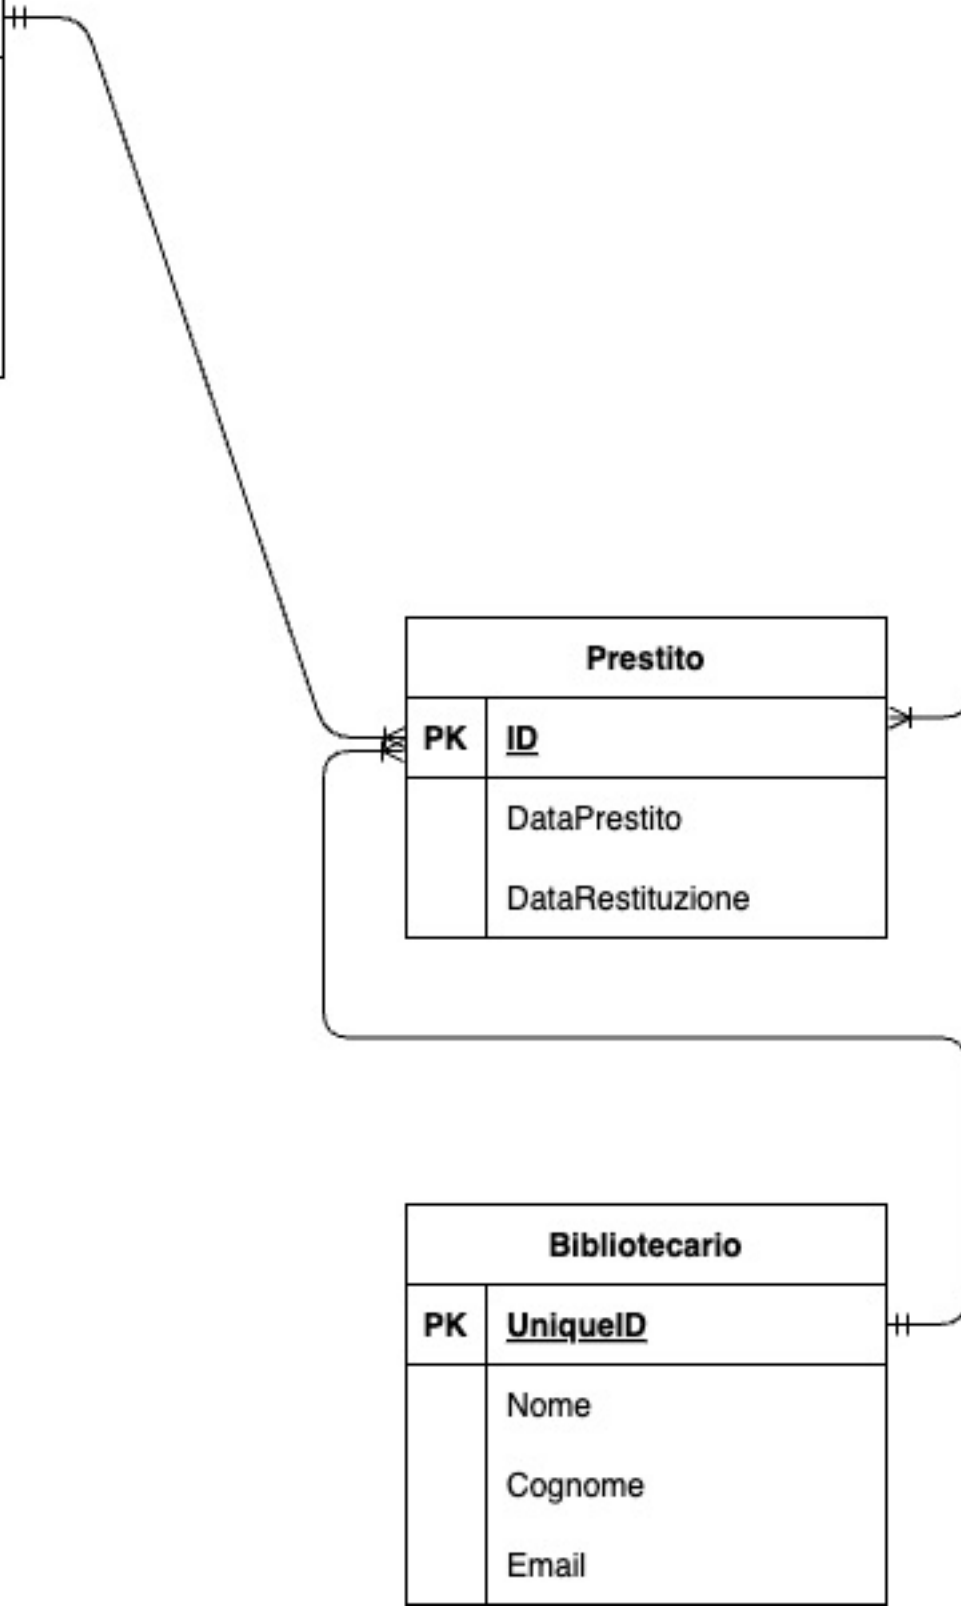 Prestito
PK ID
DataPrestito
DataRestituzione
Bibliotecario
PK UniqueID
Nome
Cognome
Email